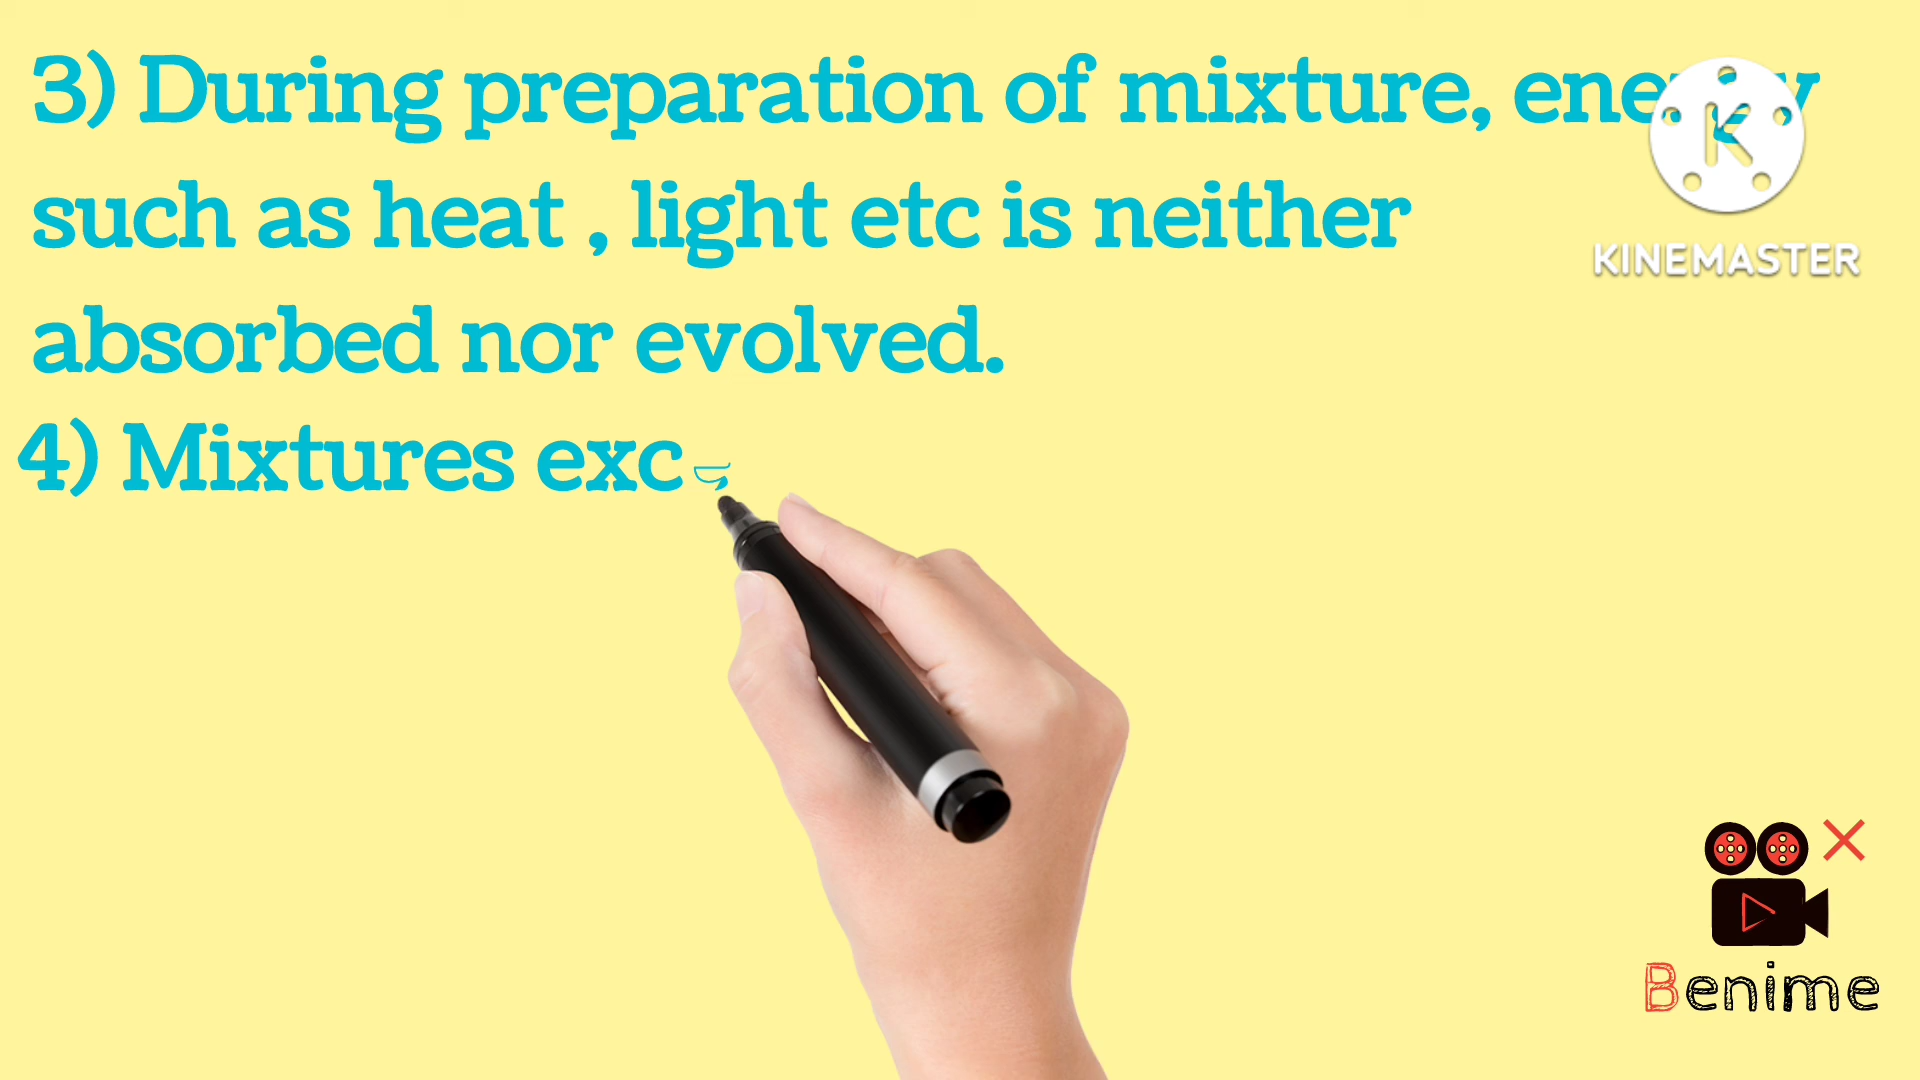 3) During preparation of mixture, energy
such as heat , light etc is neither
absorbed nor evolved.
4) Mixtures exc
KINEMASTER
Benime